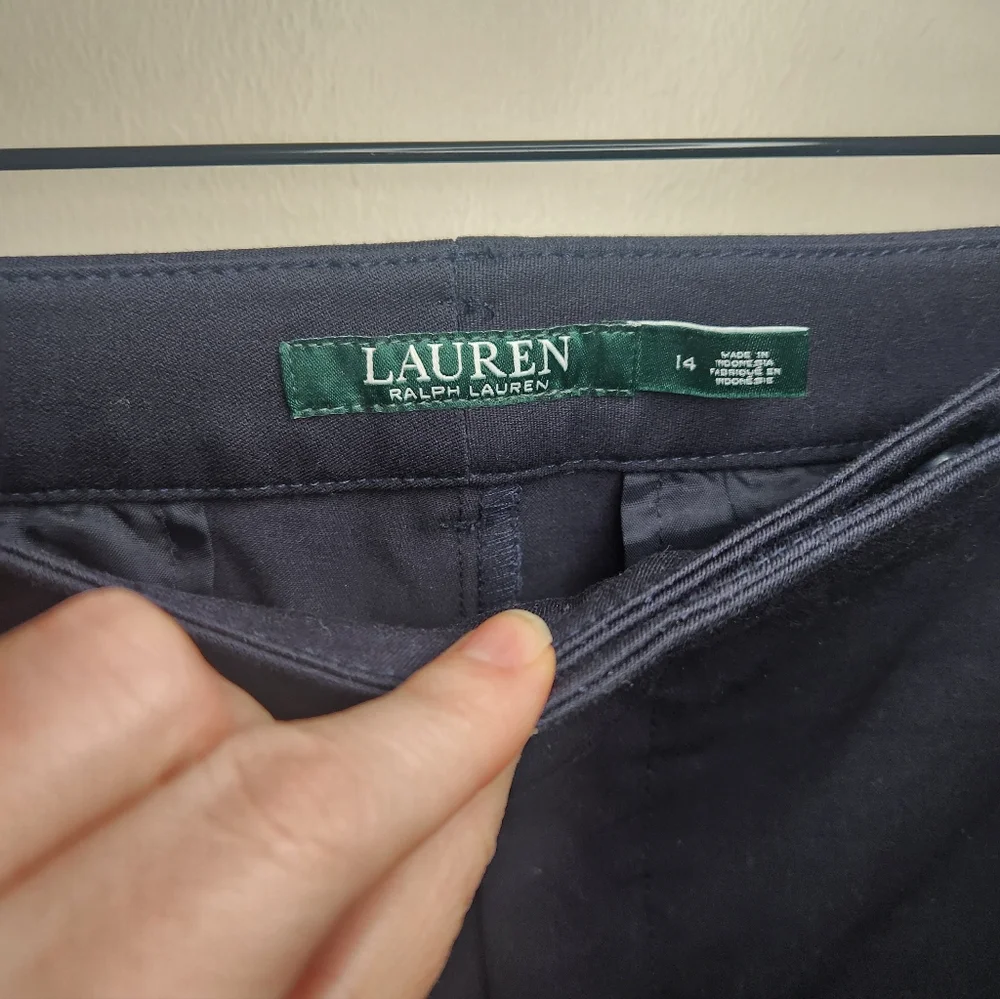 LAUREN
RALPH LAUREN
14
MADE IN
INDONESIA
FABRIQUÉ EN
INDONÉSIE